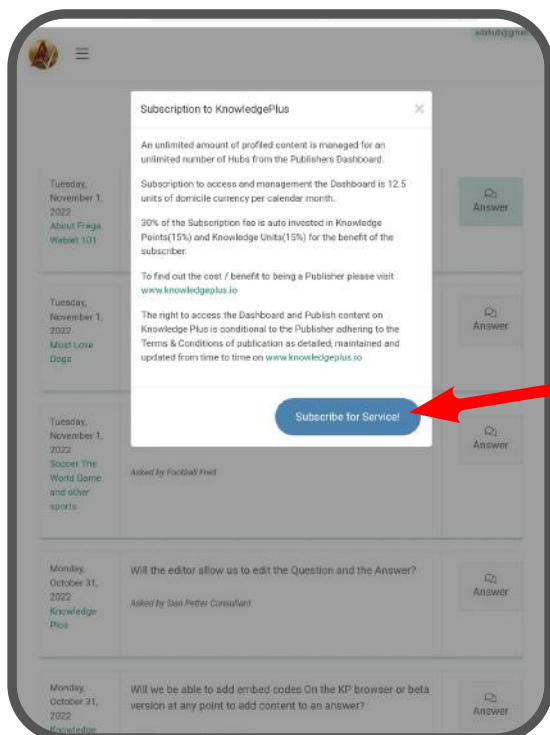 Subscription to KnowledgePlus
An unlimited amount of profiled content is managed for an
unlimited number of Hubs from the Publishers Dashboard.
Subscription to access and management the Dashboard is 12.5
units of domicile currency per calendar month.
30% of the Subscription fee is auto invested in Knowledge
Points(15%) and Knowledge Units(15%) for the benefit of the
subscriber.
To find out the cost / benefit to being a Publisher please visit
www.knowledgeplus.io
The right to access the Dashboard and Publish content on
Knowledge Plus is conditional to the Publisher adhering to the
Terms & Conditions of publication as detailed, maintained and
updated from time to time on www.knowledgeplus.io
Subscribe for Service!
Tuesday,
November 1,
2022
About Frega
Weblet 101
Answer
Tuesday,
November 1,
2022
Must Love
Dogs
Answer
Tuesday,
November 1,
2022
Soccer The
World Game
and other
sports
Asked by Football Fred
Answer
Monday,
October 31,
2022
Knowledge
Plus
Will the editor allow us to edit the Question and the Answer?
Asked by Sian Petter Consultant
Answer
Monday,
October 31,
2022
Knowledge
Will we be able to add embed codes On the KP browser or beta
version at any point to add content to an answer?
Answer